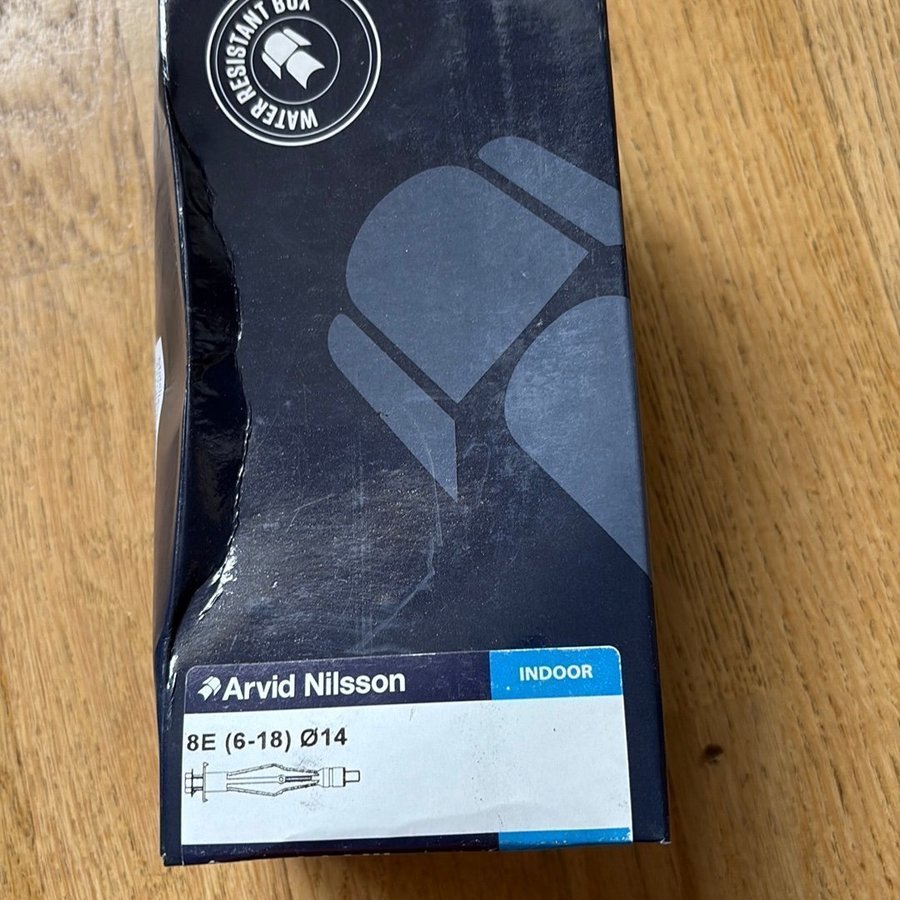 WATER RESISTANT BOX
Arvid Nilsson
INDOOR
8E (6-18) Ø14